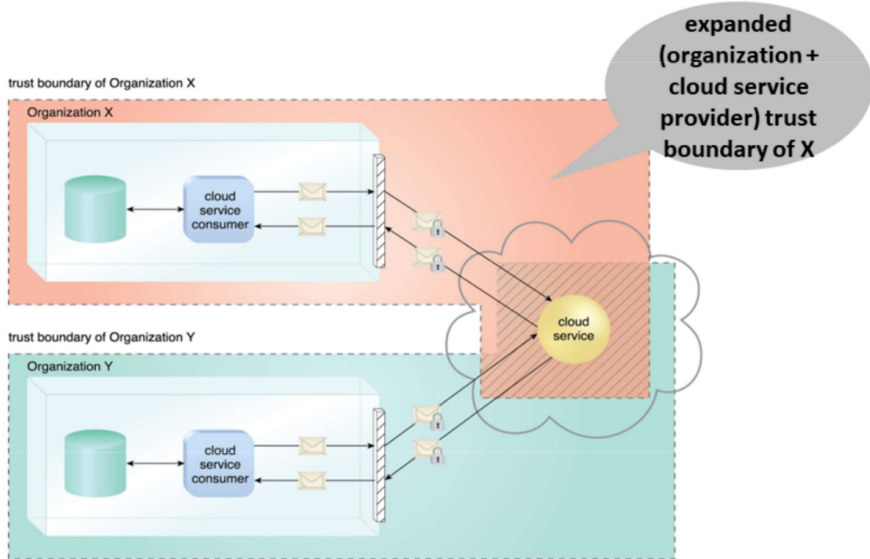 expanded
(organization +
cloud service
provider) trust
boundary of X
trust boundary of Organization X
Organization X
cloud
service
consumer
cloud
service
trust boundary of Organization Y
Organization Y
cloud
service
consumer